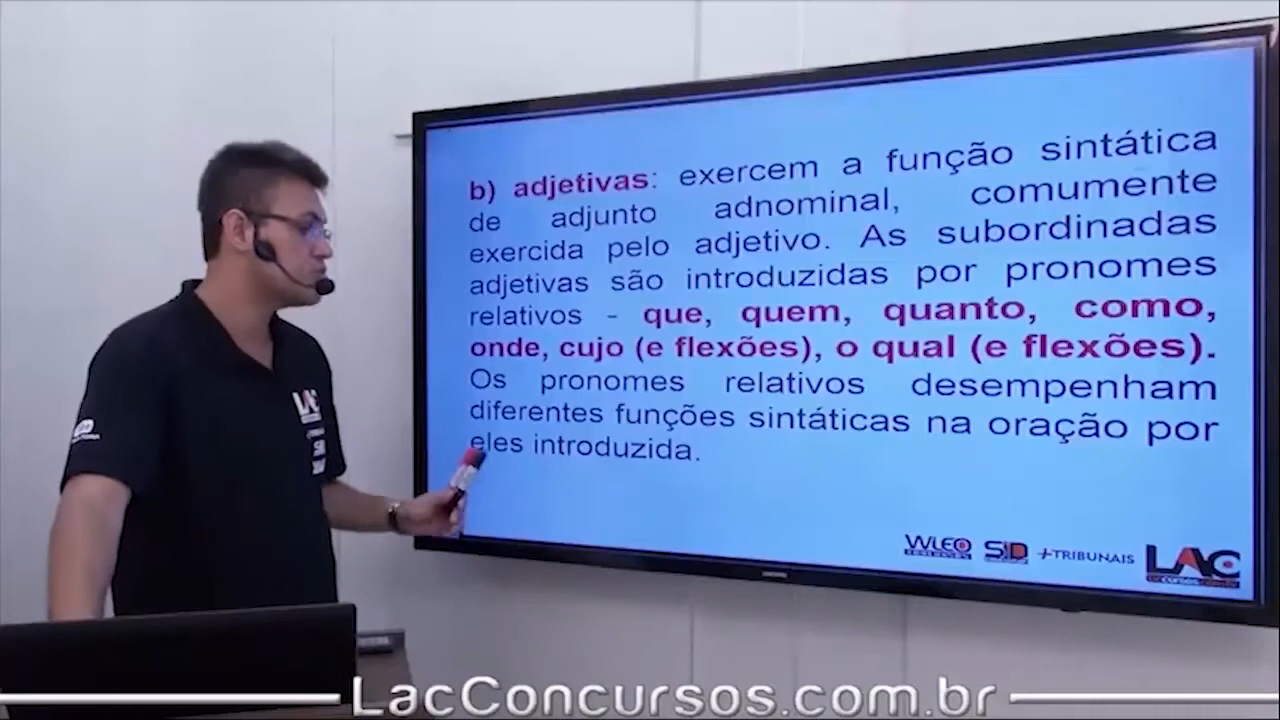 b) adjetivas: exercem a função sintática
de adjunto adnominal, comumente
exercida pelo adjetivo. As subordinadas
adjetivas são introduzidas por pronomes
relativos - que, quem, quanto, como,
onde, cujo (e flexões), o qual (e flexões).
Os pronomes relativos desempenham
diferentes funções sintáticas na oração por
eles introduzida.
WLEO
SID
+TRIBUNAIS
LAC
LAC
LacConcursos.com.br